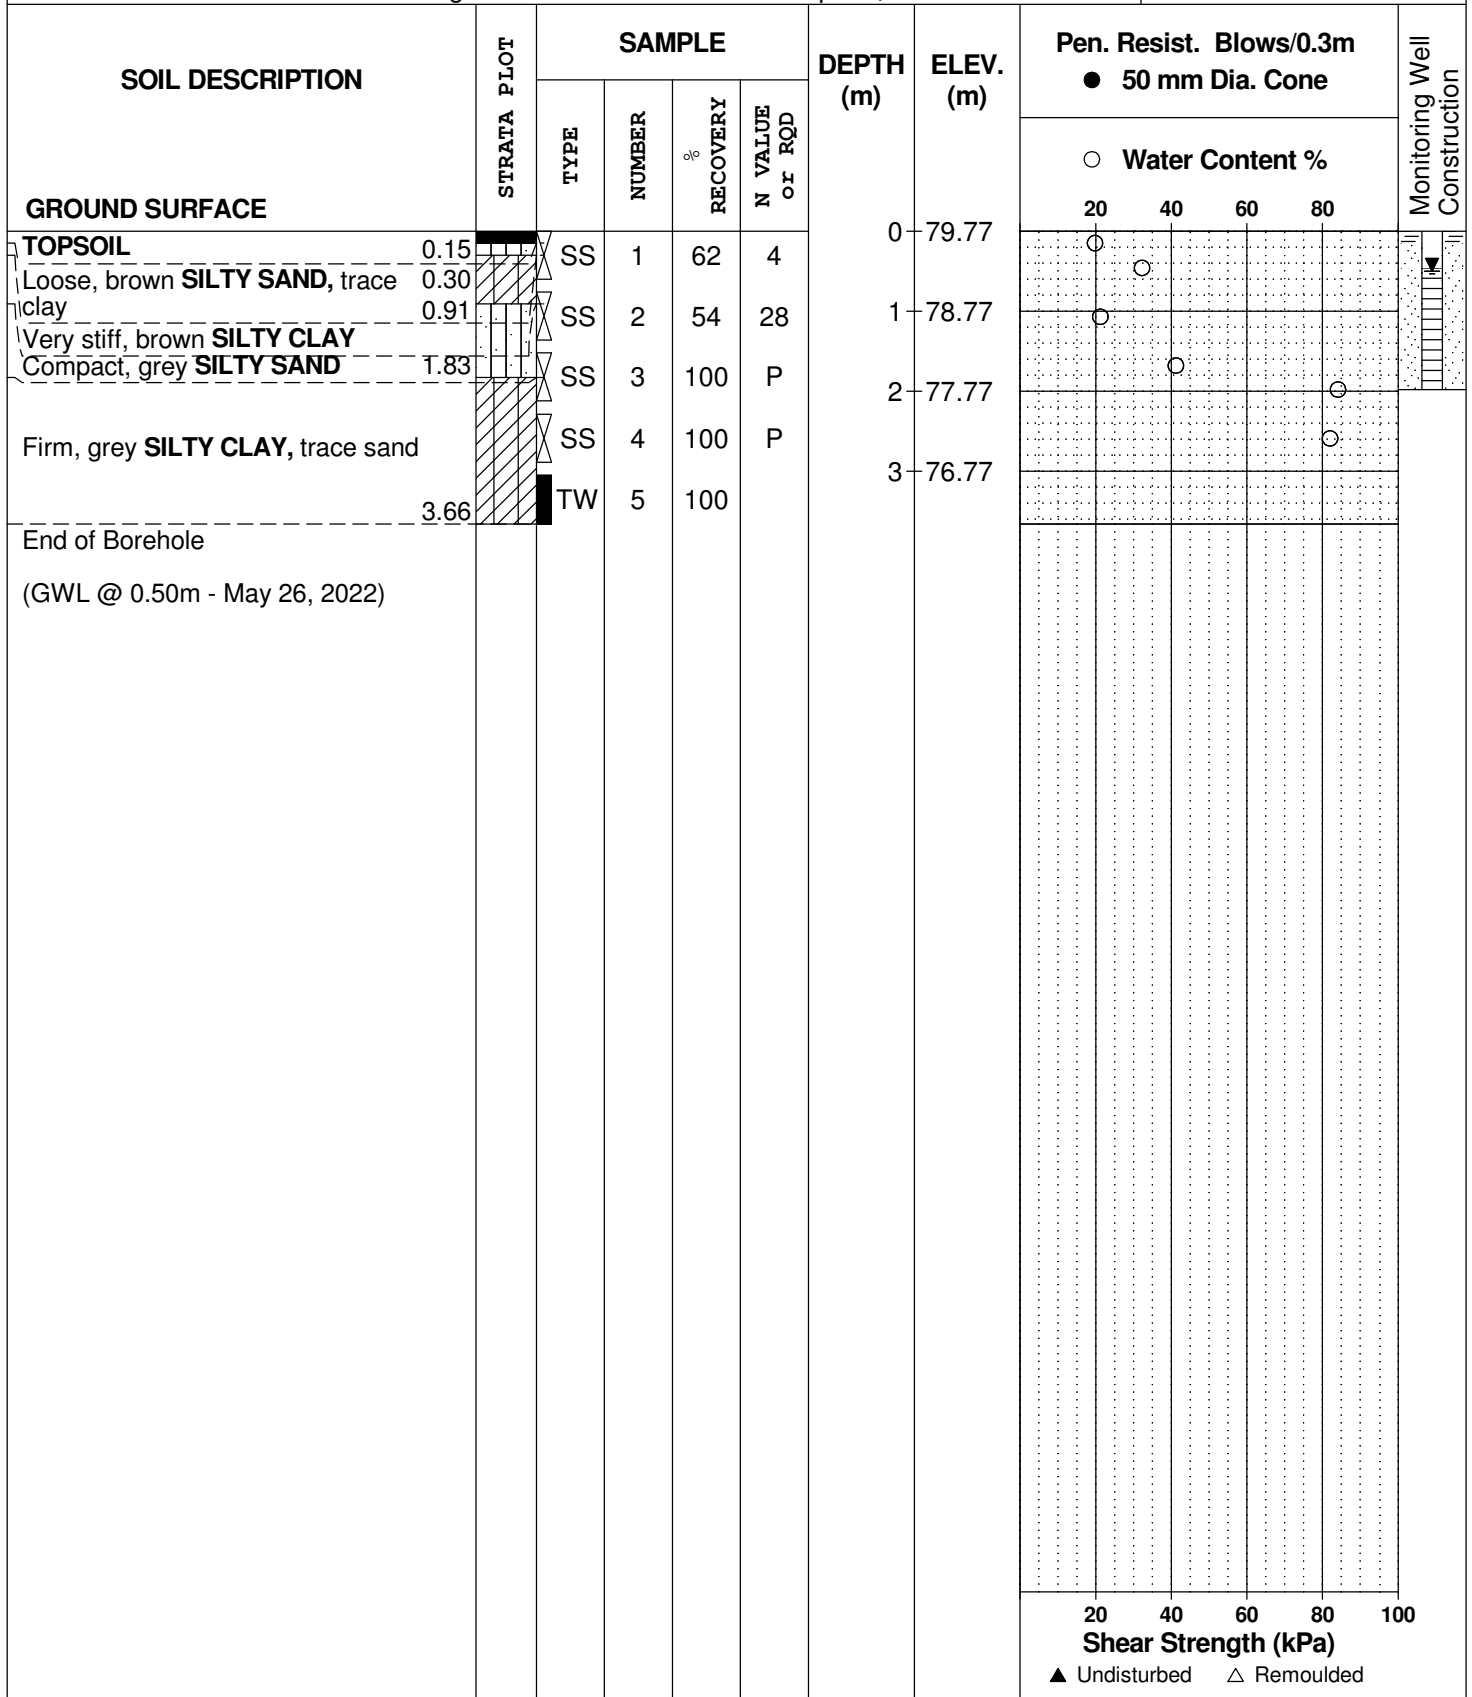 SOIL DESCRIPTION
GROUND SURFACE
STRATA PLOT
SAMPLE
TYPE
NUMBER
%
RECOVERY
N VALUE
or RQD
DEPTH
(m)
ELEV.
(m)
Pen. Resist. Blows/0.3m
● 50 mm Dia. Cone
○ Water Content %
20 40 60 80
Monitoring Well
Construction
TOPSOIL 0.15
Loose, brown SILTY SAND, trace 0.30
clay 0.91
Very stiff, brown SILTY CLAY
Compact, grey SILTY SAND 1.83
Firm, grey SILTY CLAY, trace sand
3.66
End of Borehole
(GWL @ 0.50m - May 26, 2022)
SS 1 62 4
SS 2 54 28
SS 3 100 P
SS 4 100 P
TW 5 100
0 79.77
1 78.77
2 77.77
3 76.77
20 40 60 80 100
Shear Strength (kPa)
▲ Undisturbed △ Remoulded